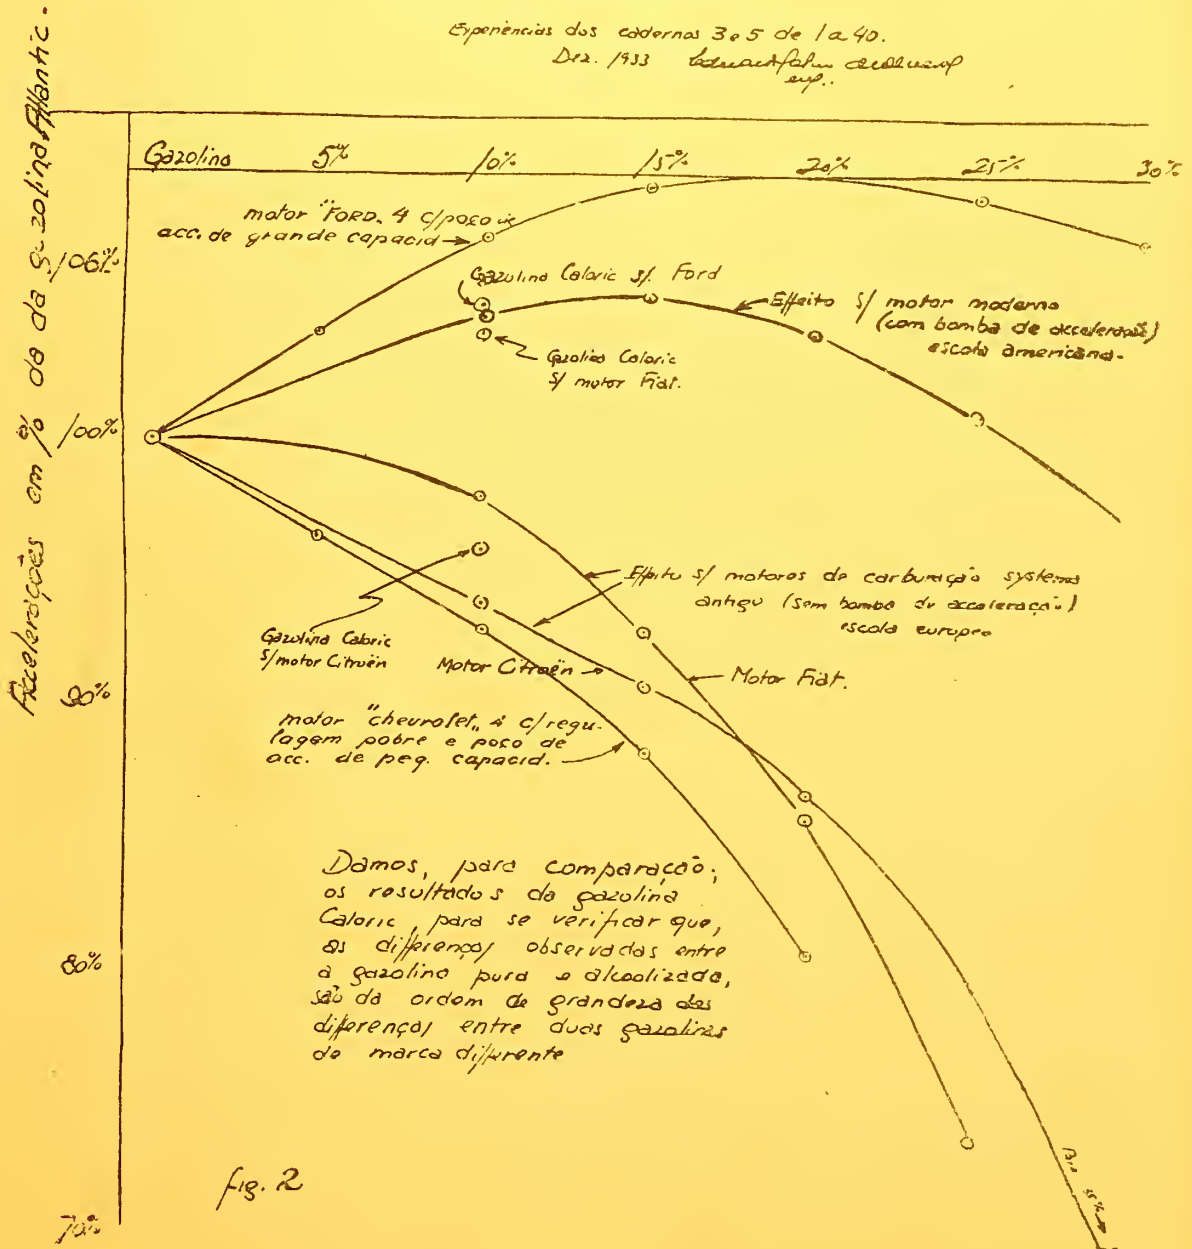 Experiencias dos cadernos 3 e 5 de 1 a 40.
Dez. 1933
Accelerações em % da da gazolina Atlantic.
Gazolina 5% 10% 15% 20% 25% 30%
motor "FORD„ 4 c/poço de
acc. de grande capacid
106%
Gazolina Caloric s/. Ford
Effeito s/ motor moderno
(com bomba de acceleração)
escola americana.
Gazolina Caloric
s/ motor Fiat.
100%
Effeito s/ motores de carburação systema
antigo (sem bomba de acceleração)
escola europea
Gazolina Caloric
s/motor Citroën
Motor Citroën
Motor Fiat.
90%
motor "chevrolet„ 4 c/regu-
lagem pobre e poço de
acc. de peq. capacid.
Damos, para comparação,
os resultados da gazolina
Caloric, para se verificar que,
as differenças observadas entre
a gazolina pura e alcoolizada,
são da ordem de grandeza das
differenças entre duas gazolinas
de marca differente
80%
fig. 2
70%